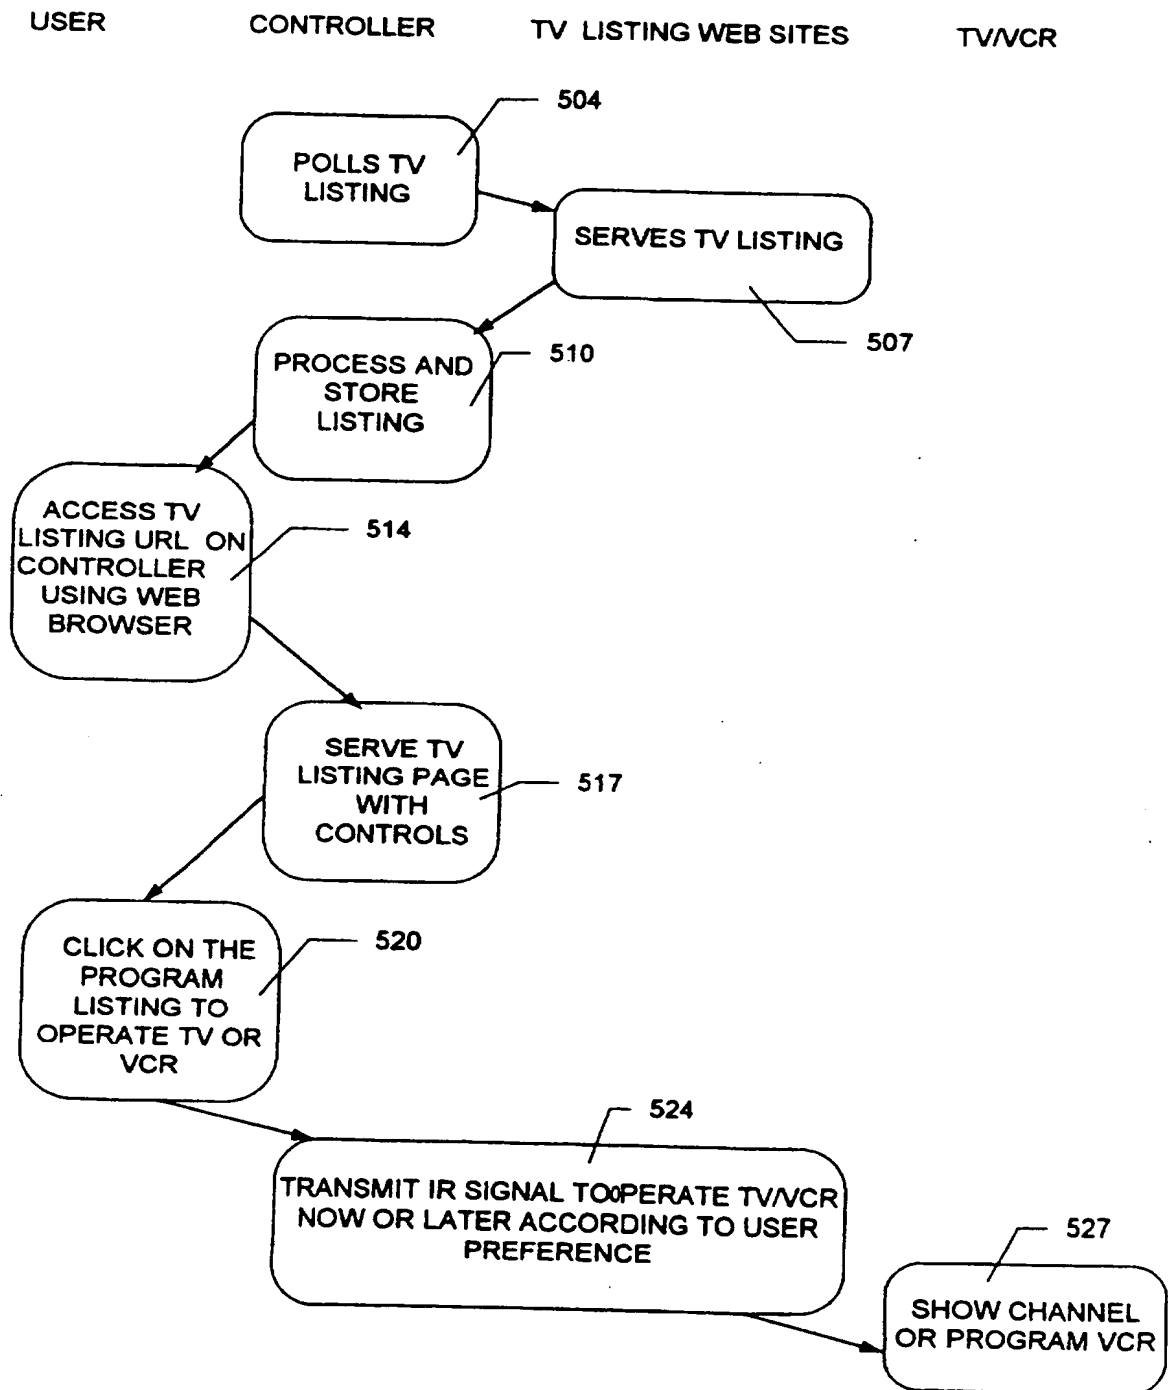 USER CONTROLLER TV LISTING WEB SITES TV/VCR
504
POLLS TV
LISTING
SERVES TV LISTING
507
510
PROCESS AND
STORE
LISTING
ACCESS TV
LISTING URL ON
CONTROLLER
USING WEB
BROWSER
514
SERVE TV
LISTING PAGE
WITH
CONTROLS
517
CLICK ON THE
PROGRAM
LISTING TO
OPERATE TV OR
VCR
520
524
TRANSMIT IR SIGNAL TO OPERATE TV/VCR
NOW OR LATER ACCORDING TO USER
PREFERENCE
527
SHOW CHANNEL
OR PROGRAM VCR